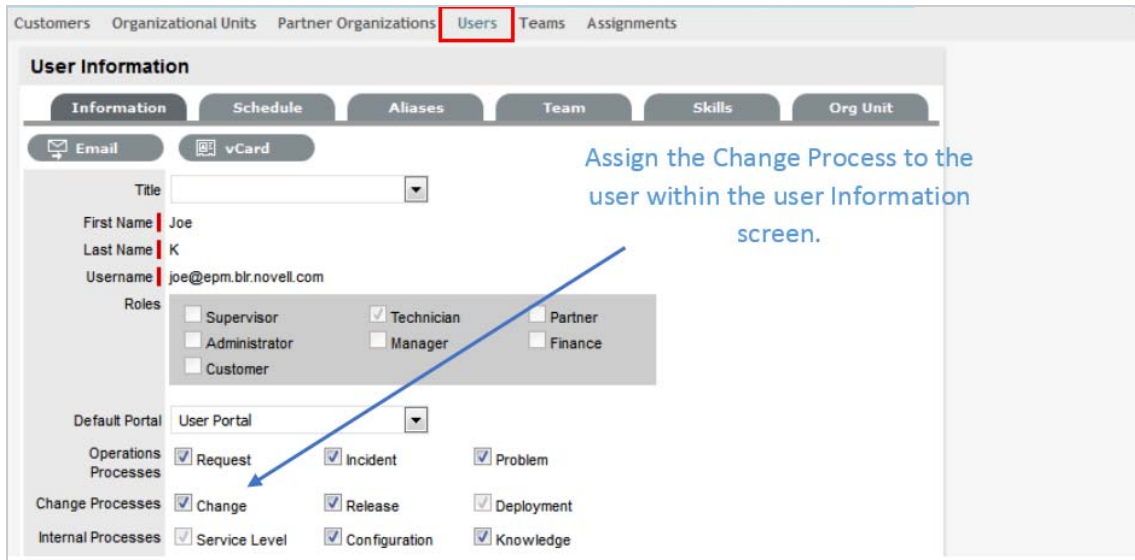 Customers Organizational Units Partner Organizations Users Teams Assignments
User Information
Information Schedule Aliases Team Skills Org Unit
Email vCard
Assign the Change Process to the
user within the user Information
screen.
Title
First Name Joe
Last Name K
Username joe@epm.blr.novell.com
Roles
Supervisor Technician Partner
Administrator Manager Finance
Customer
Default Portal User Portal
Operations
Processes Request Incident Problem
Change Processes Change Release Deployment
Internal Processes Service Level Configuration Knowledge